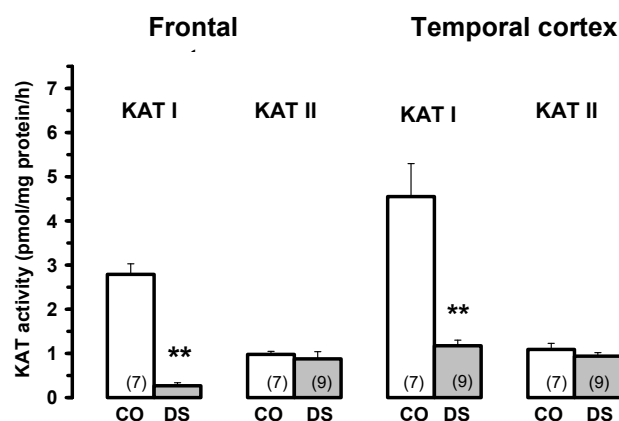 Frontal Temporal cortex
KAT I KAT II KAT I KAT II
KAT activity (pmol/mg protein/h)
7
6
5
4
3
2
1
0
** **
(7) (7) (9) (7) (9) (7) (9)
CO DS CO DS CO DS CO DS